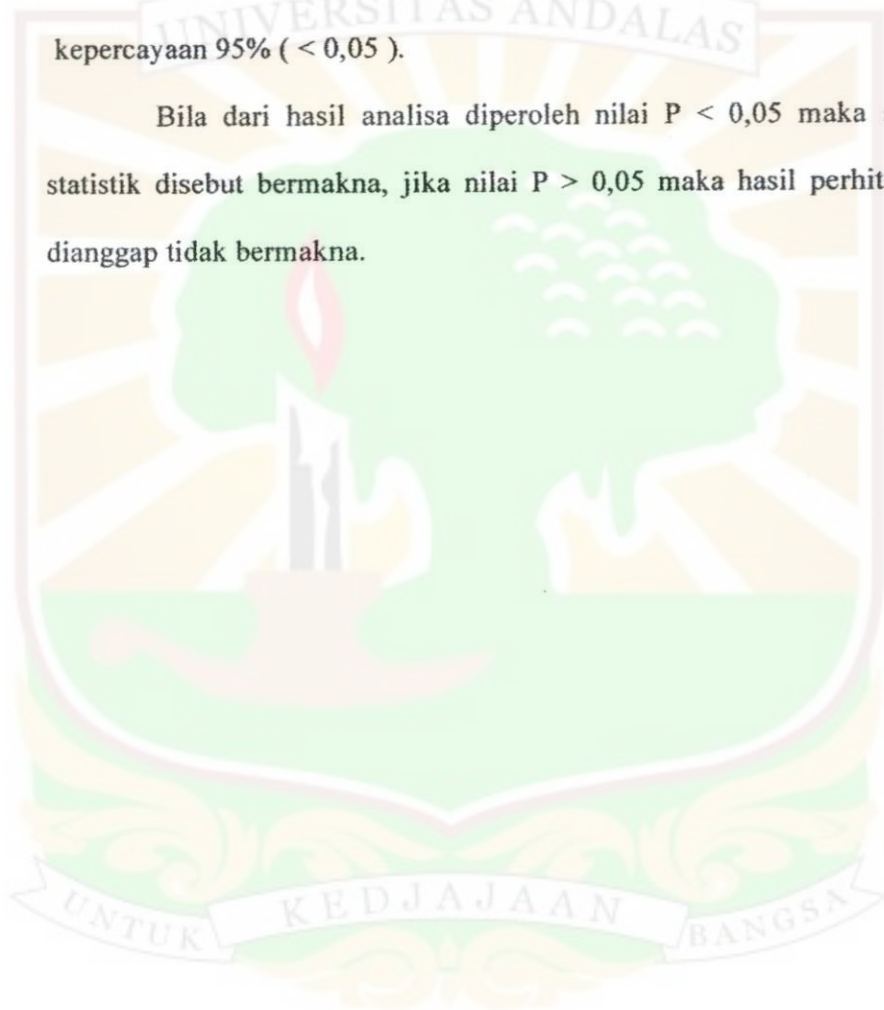 UNIVERSITAS ANDALAS
kepercayaan 95% ( < 0,05 ).
Bila dari hasil analisa diperoleh nilai P < 0,05 maka
statistik disebut bermakna, jika nilai P > 0,05 maka hasil perhit
dianggap tidak bermakna.
UNTUK KEDJAJAAN BANGSA